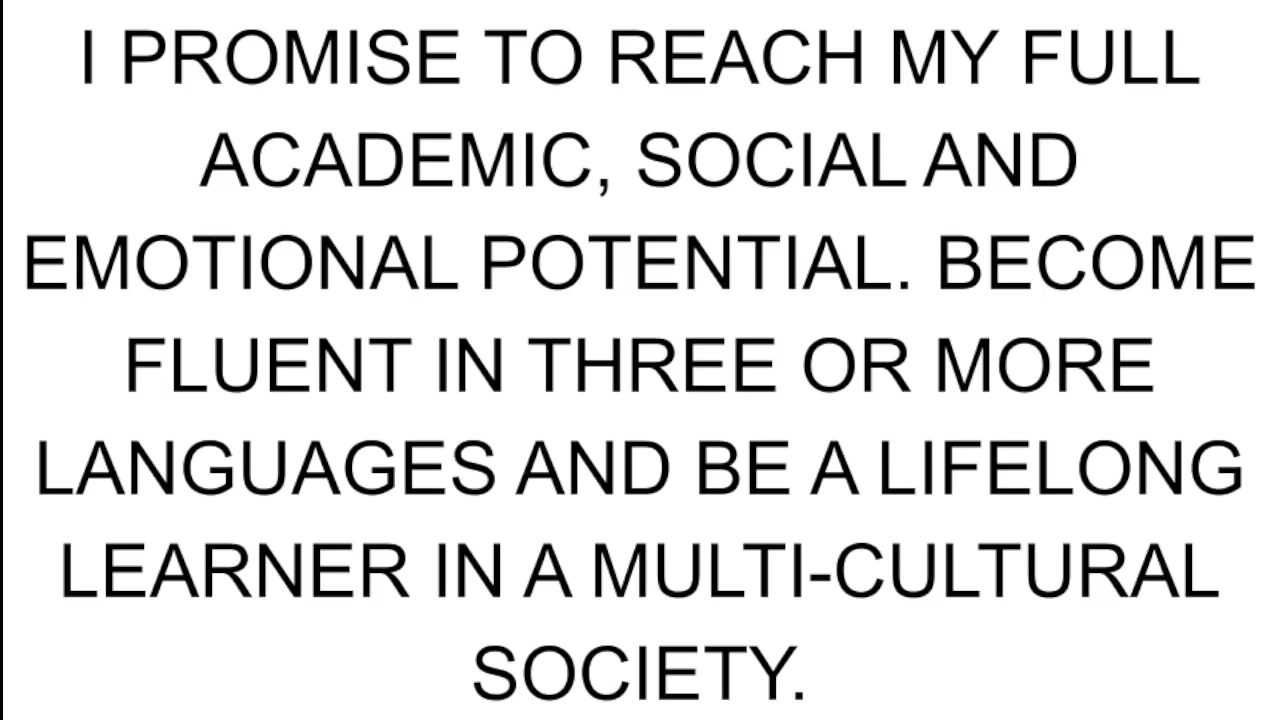 I PROMISE TO REACH MY FULL
ACADEMIC, SOCIAL AND
EMOTIONAL POTENTIAL. BECOME
FLUENT IN THREE OR MORE
LANGUAGES AND BE A LIFELONG
LEARNER IN A MULTI-CULTURAL
SOCIETY.